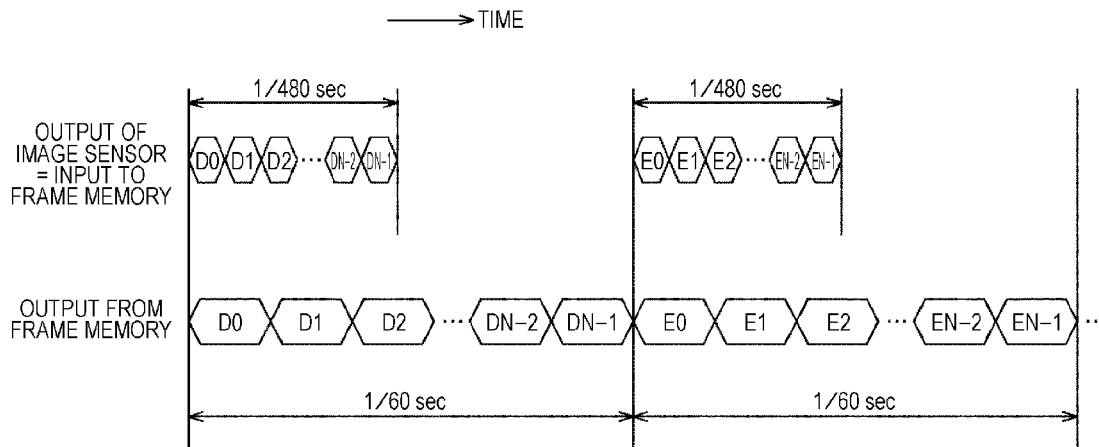 TIME
1/480 sec 1/480 sec
OUTPUT OF
IMAGE SENSOR
= INPUT TO
FRAME MEMORY
D0 D1 D2 ··· DN-2 DN-1 E0 E1 E2 ··· EN-2 EN-1
OUTPUT FROM
FRAME MEMORY
D0 D1 D2 ··· DN-2 DN-1 E0 E1 E2 ··· EN-2 EN-1 ··
1/60 sec 1/60 sec